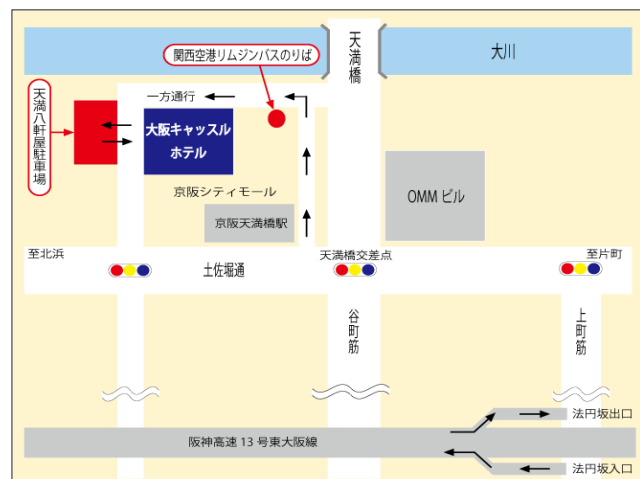 天満橋
大川
関西空港リムジンバスのりば
一方通行
天満八軒屋駐車場
大阪キャッスル
ホテル
京阪シティモール
OMM ビル
京阪天満橋駅
至北浜
天満橋交差点
至片町
土佐堀通
谷町筋
上町筋
法円坂出口
阪神高速 13 号東大阪線
法円坂入口